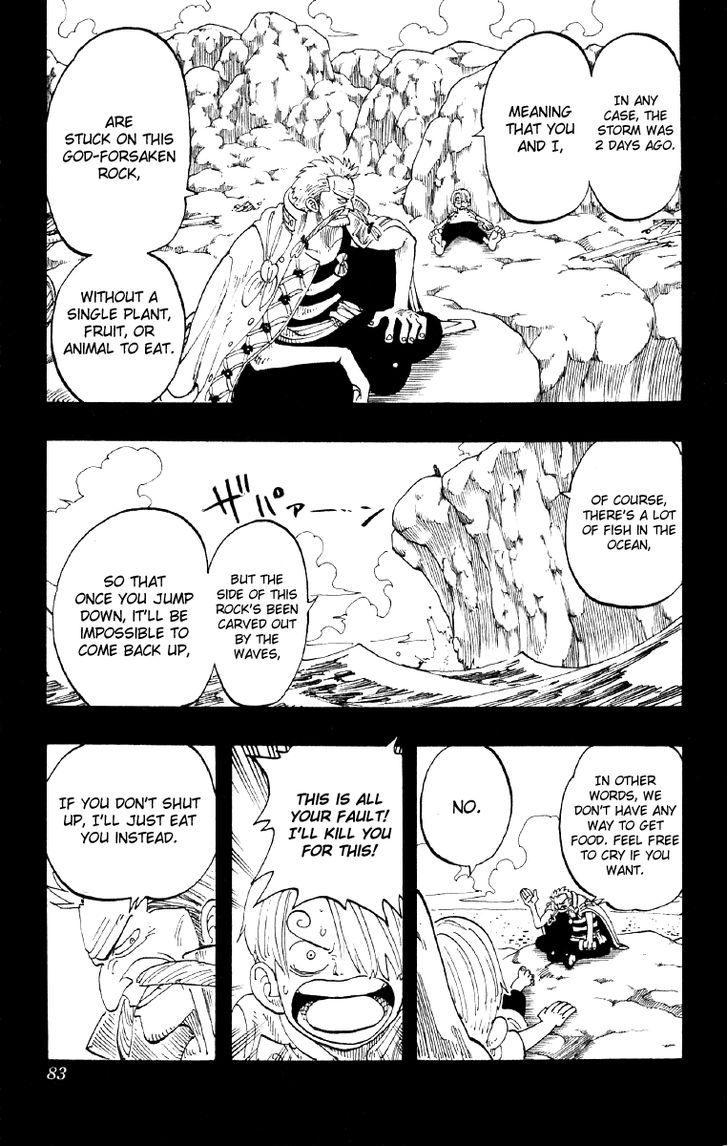 IN ANY
CASE, THE
STORM WAS
2 DAYS AGO.
MEANING
THAT YOU
AND I,
ARE
STUCK ON THIS
GOD-FORSAKEN
ROCK,
WITHOUT A
SINGLE PLANT,
FRUIT, OR
ANIMAL TO EAT.
OF COURSE,
THERE'S A LOT
OF FISH IN THE
OCEAN,
ザパァーーン
BUT THE
SIDE OF THIS
ROCK'S BEEN
CARVED OUT
BY THE
WAVES,
SO THAT
ONCE YOU JUMP
DOWN, IT'LL BE
IMPOSSIBLE TO
COME BACK UP,
IN OTHER
WORDS, WE
DON'T HAVE ANY
WAY TO GET
FOOD. FEEL FREE
TO CRY IF YOU
WANT.
NO.
THIS IS ALL
YOUR FAULT!
I'LL KILL YOU
FOR THIS!
IF YOU DON'T SHUT
UP, I'LL JUST EAT
YOU INSTEAD.
83